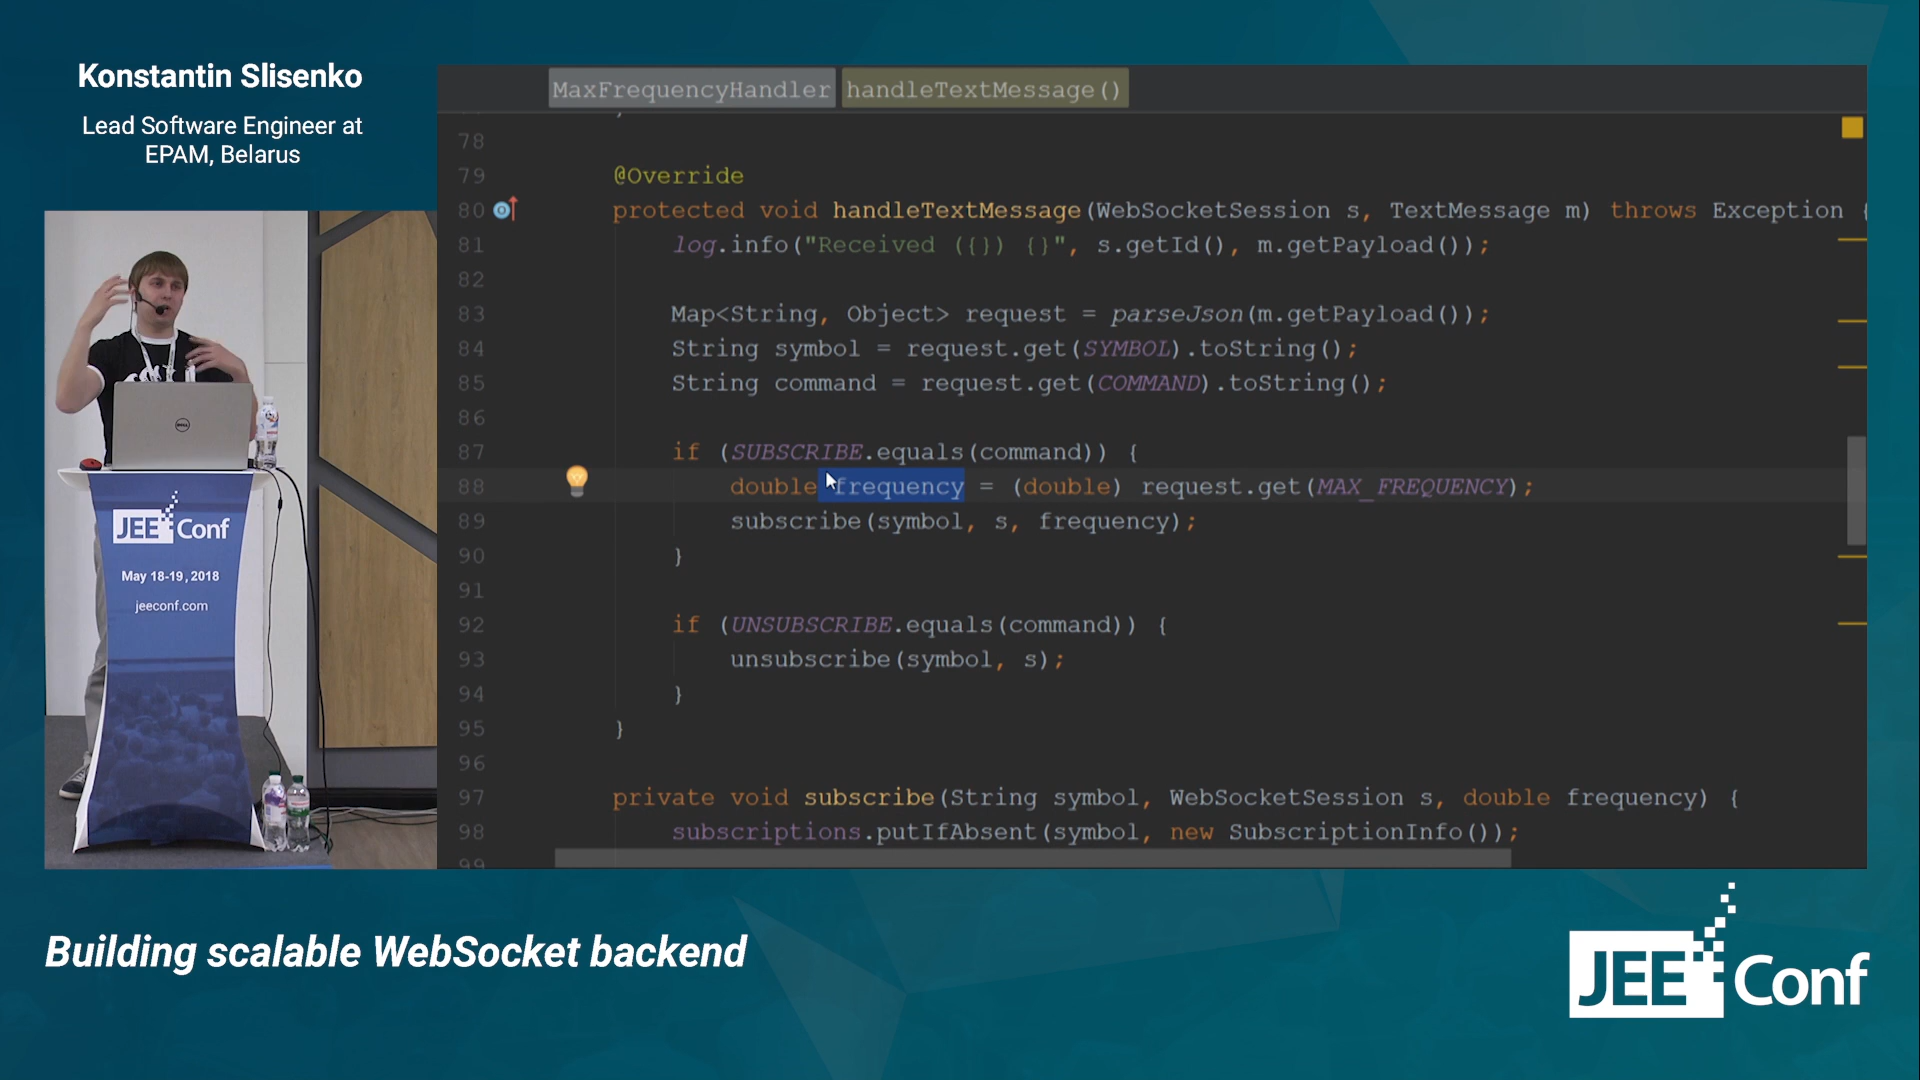 Konstantin Slisenko
Lead Software Engineer at
EPAM, Belarus
MaxFrequencyHandler handleTextMessage()
78
79 @Override
80 protected void handleTextMessage(WebSocketSession s, TextMessage m) throws Exception {
81 log.info("Received ({}) {}", s.getId(), m.getPayload());
82
83 Map<String, Object> request = parseJson(m.getPayload());
84 String symbol = request.get(SYMBOL).toString();
85 String command = request.get(COMMAND).toString();
86
87 if (SUBSCRIBE.equals(command)) {
88 double frequency = (double) request.get(MAX_FREQUENCY);
89 subscribe(symbol, s, frequency);
90 }
91
92 if (UNSUBSCRIBE.equals(command)) {
93 unsubscribe(symbol, s);
94 }
95 }
96
97 private void subscribe(String symbol, WebSocketSession s, double frequency) {
98 subscriptions.putIfAbsent(symbol, new SubscriptionInfo());
99
DELL
JEEConf
May 18-19, 2018
jeeconf.com
Building scalable WebSocket backend
JEEConf